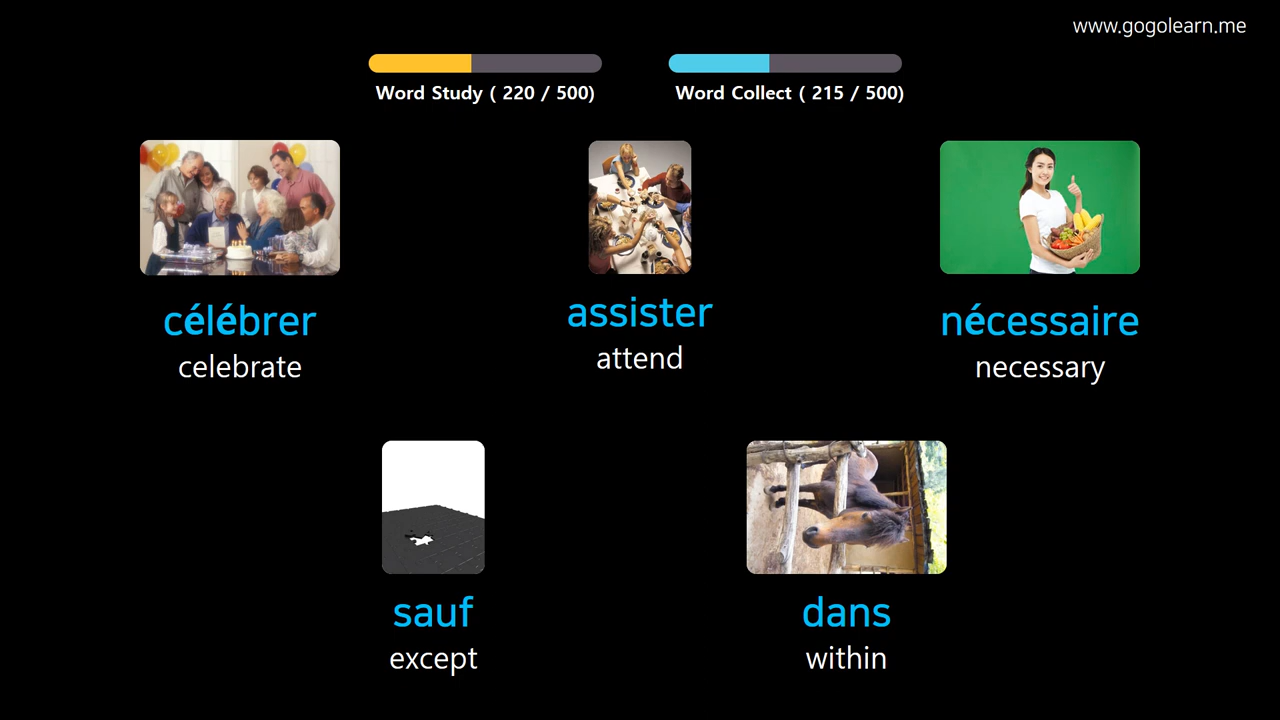 www.gogolearn.me
Word Study ( 220 / 500)
Word Collect ( 215 / 500)
célébrer
celebrate
assister
attend
nécessaire
necessary
sauf
except
dans
within